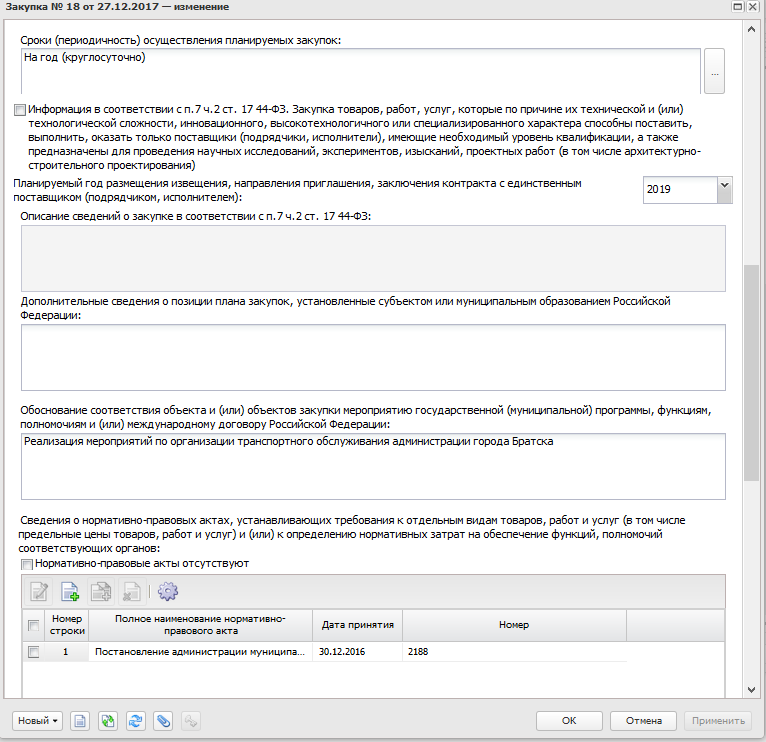 Закупка № 18 от 27.12.2017 — изменение
Сроки (периодичность) осуществления планируемых закупок:
На год (круглосуточно)
...
Информация в соответствии с п.7 ч.2 ст. 17 44-ФЗ. Закупка товаров, работ, услуг, которые по причине их технической и (или)
технологической сложности, инновационного, высокотехнологичного или специализированного характера способны поставить,
выполнить, оказать только поставщики (подрядчики, исполнители), имеющие необходимый уровень квалификации, а также
предназначены для проведения научных исследований, экспериментов, изысканий, проектных работ (в том числе архитектурно-
строительного проектирования)
Планируемый год размещения извещения, направления приглашения, заключения контракта с единственным
поставщиком (подрядчиком, исполнителем):
2019
Описание сведений о закупке в соответствии с п.7 ч.2 ст. 17 44-ФЗ:
Дополнительные сведения о позиции плана закупок, установленные субъектом или муниципальным образованием Российской
Федерации:
Обоснование соответствия объекта и (или) объектов закупки мероприятию государственной (муниципальной) программы, функциям,
полномочиям и (или) международному договору Российской Федерации:
Реализация мероприятий по организации транспортного обслуживания администрации города Братска
Сведения о нормативно-правовых актах, устанавливающих требования к отдельным видам товаров, работ и услуг (в том числе
предельные цены товаров, работ и услуг) и (или) к определению нормативных затрат на обеспечение функций, полномочий
соответствующих органов:
Нормативно-правовые акты отсутствуют
Номер строки Полное наименование нормативно-правового акта Дата принятия Номер
1 Постановление администрации муниципа... 30.12.2016 2188
Новый ОК Отмена Применить